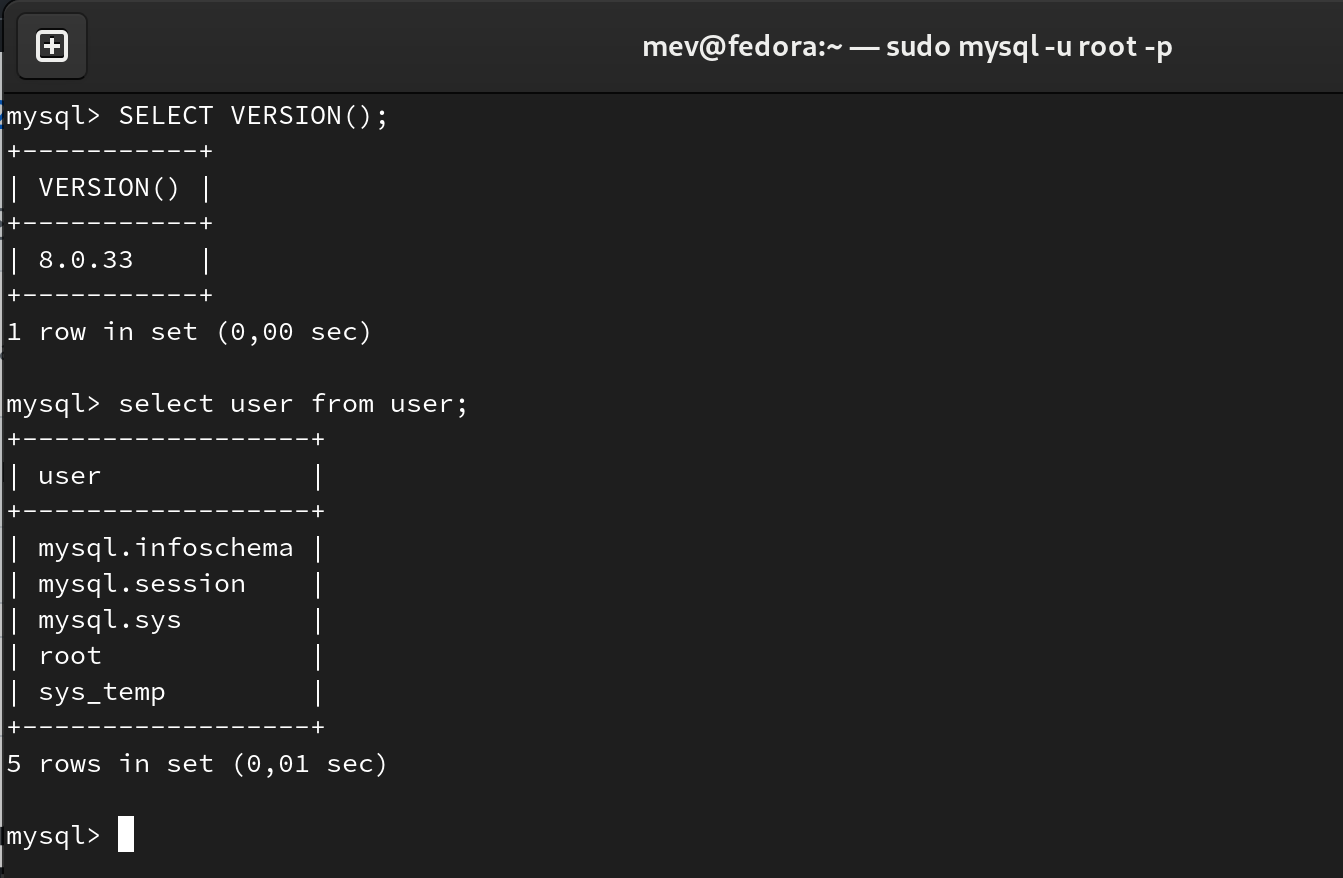 mev@fedora:~ — sudo mysql -u root -p
mysql> SELECT VERSION();
+-----------+
| VERSION() |
+-----------+
| 8.0.33    |
+-----------+
1 row in set (0,00 sec)

mysql> select user from user;
+------------------+
| user             |
+------------------+
| mysql.infoschema |
| mysql.session    |
| mysql.sys        |
| root             |
| sys_temp         |
+------------------+
5 rows in set (0,01 sec)

mysql>